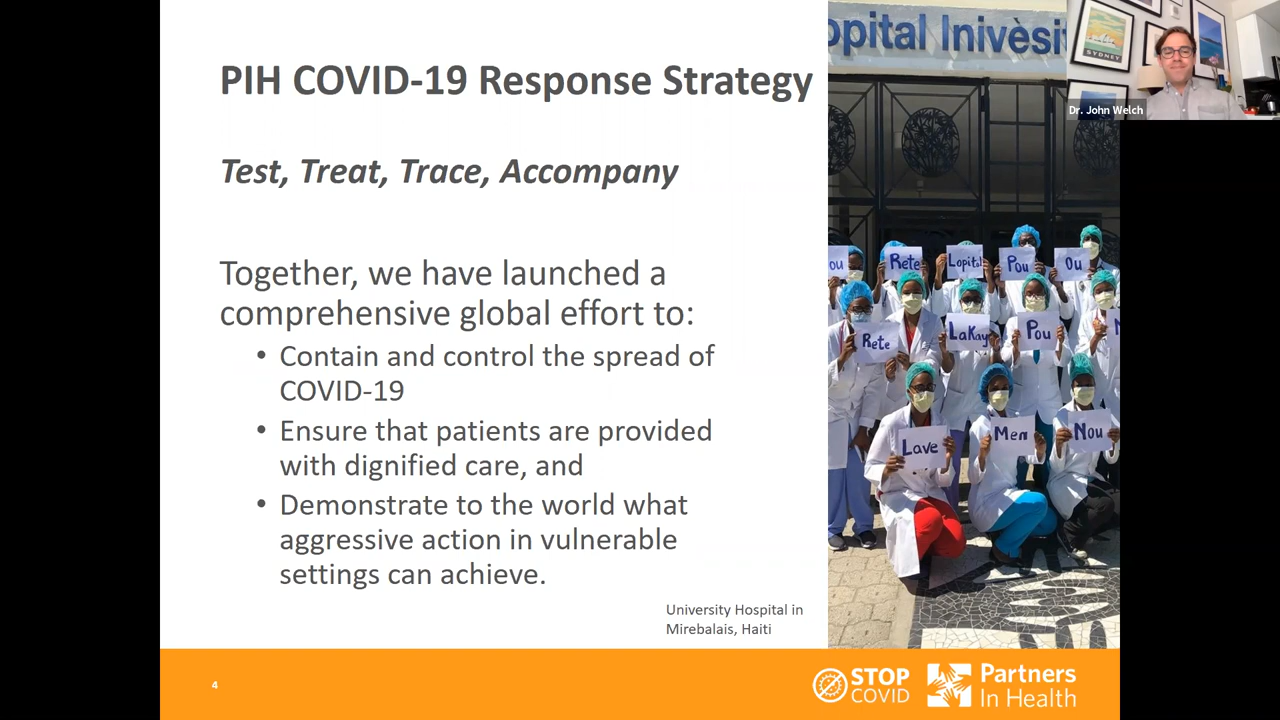 PIH COVID-19 Response Strategy
Test, Treat, Trace, Accompany
Together, we have launched a
comprehensive global effort to:
• Contain and control the spread of
COVID-19
• Ensure that patients are provided
with dignified care, and
• Demonstrate to the world what
aggressive action in vulnerable
settings can achieve.
University Hospital in
Mirebalais, Haiti
4
STOP
COVID
Partners
In Health
opital Inivèsi
ou Rete Lopital Pou Ou
Rete LaKay Pou N
Lave Men Nou
SYDNEY
Dr. John Welch